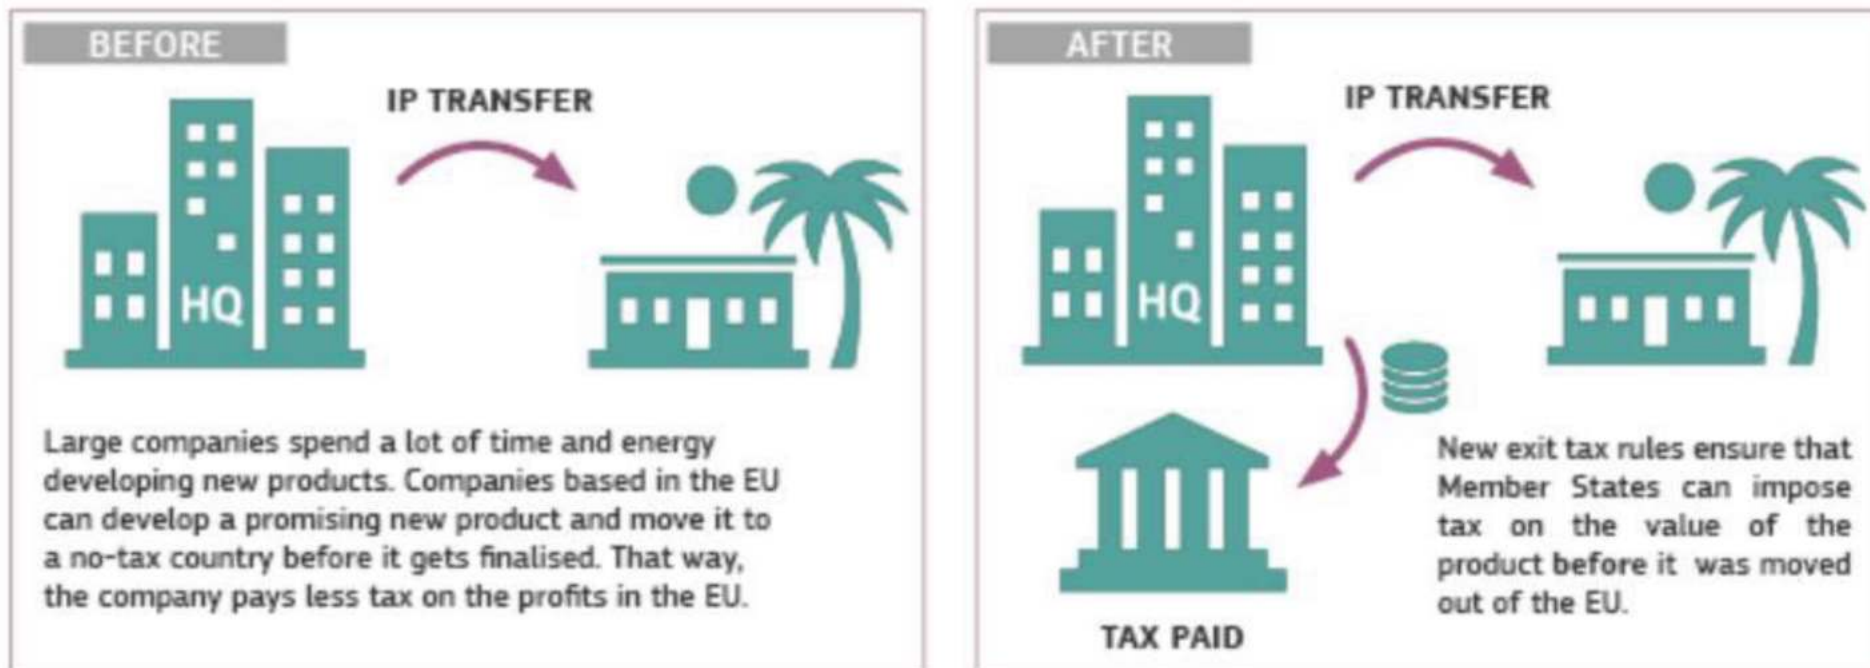 BEFORE
IP TRANSFER
HQ
Large companies spend a lot of time and energy
developing new products. Companies based in the EU
can develop a promising new product and move it to
a no-tax country before it gets finalised. That way,
the company pays less tax on the profits in the EU.
AFTER
IP TRANSFER
HQ
New exit tax rules ensure that
Member States can impose
tax on the value of the
product before it was moved
out of the EU.
TAX PAID